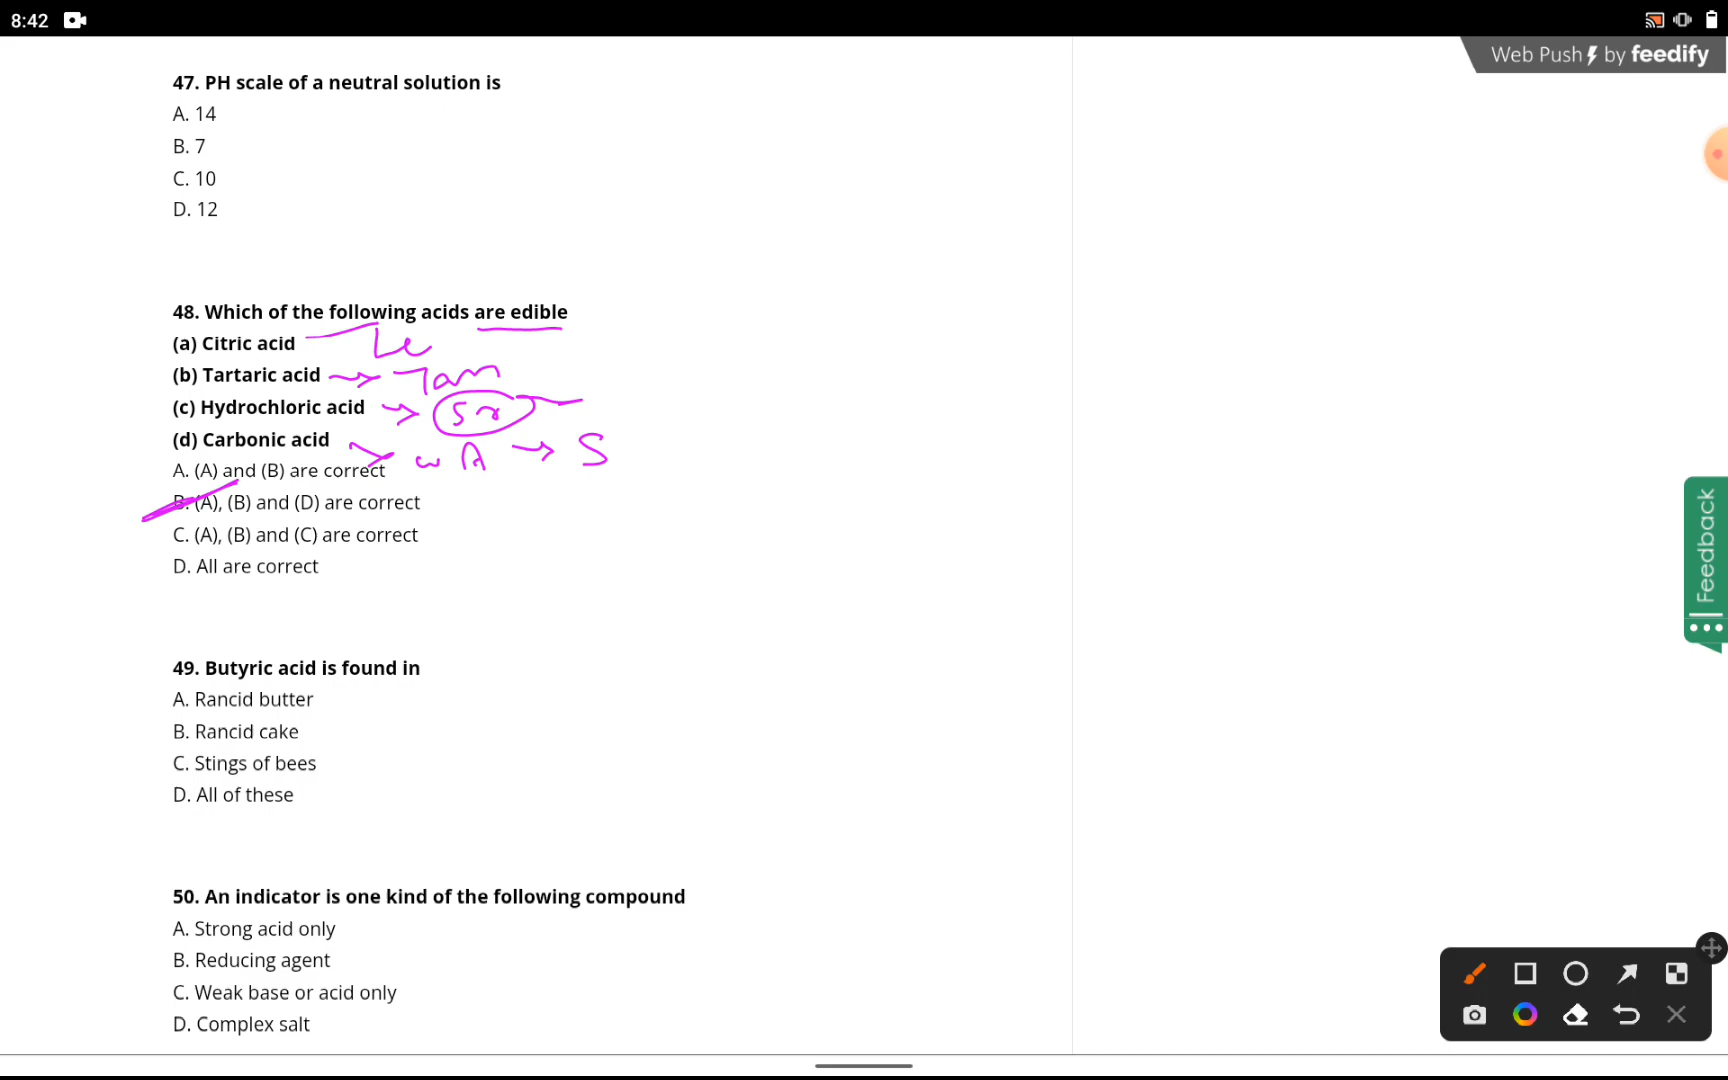 8:42
Web Push by feedify
47. PH scale of a neutral solution is
A. 14
B. 7
C. 10
D. 12
48. Which of the following acids are edible
(a) Citric acid
Le
(b) Tartaric acid
Tam
(c) Hydrochloric acid
(d) Carbonic acid
w A → S
A. (A) and (B) are correct
B. (A), (B) and (D) are correct
C. (A), (B) and (C) are correct
D. All are correct
Feedback
49. Butyric acid is found in
A. Rancid butter
B. Rancid cake
C. Stings of bees
D. All of these
50. An indicator is one kind of the following compound
A. Strong acid only
B. Reducing agent
C. Weak base or acid only
D. Complex salt